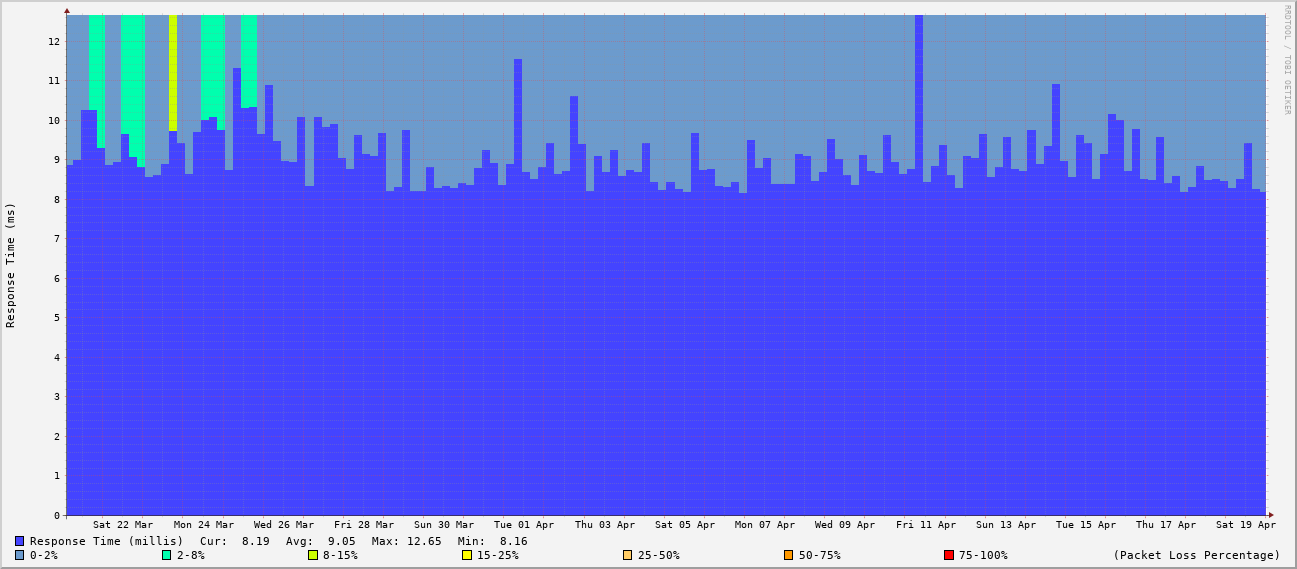 RRDTOOL / TOBI OETIKER
Response Time (ms)
12
11
10
9
8
7
6
5
4
3
2
1
0
Sat 22 Mar Mon 24 Mar Wed 26 Mar Fri 28 Mar Sun 30 Mar Tue 01 Apr Thu 03 Apr Sat 05 Apr Mon 07 Apr Wed 09 Apr Fri 11 Apr Sun 13 Apr Tue 15 Apr Thu 17 Apr Sat 19 Apr
Response Time (millis) Cur: 8.19 Avg: 9.05 Max: 12.65 Min: 8.16
0-2% 2-8% 8-15% 15-25% 25-50% 50-75% 75-100% (Packet Loss Percentage)